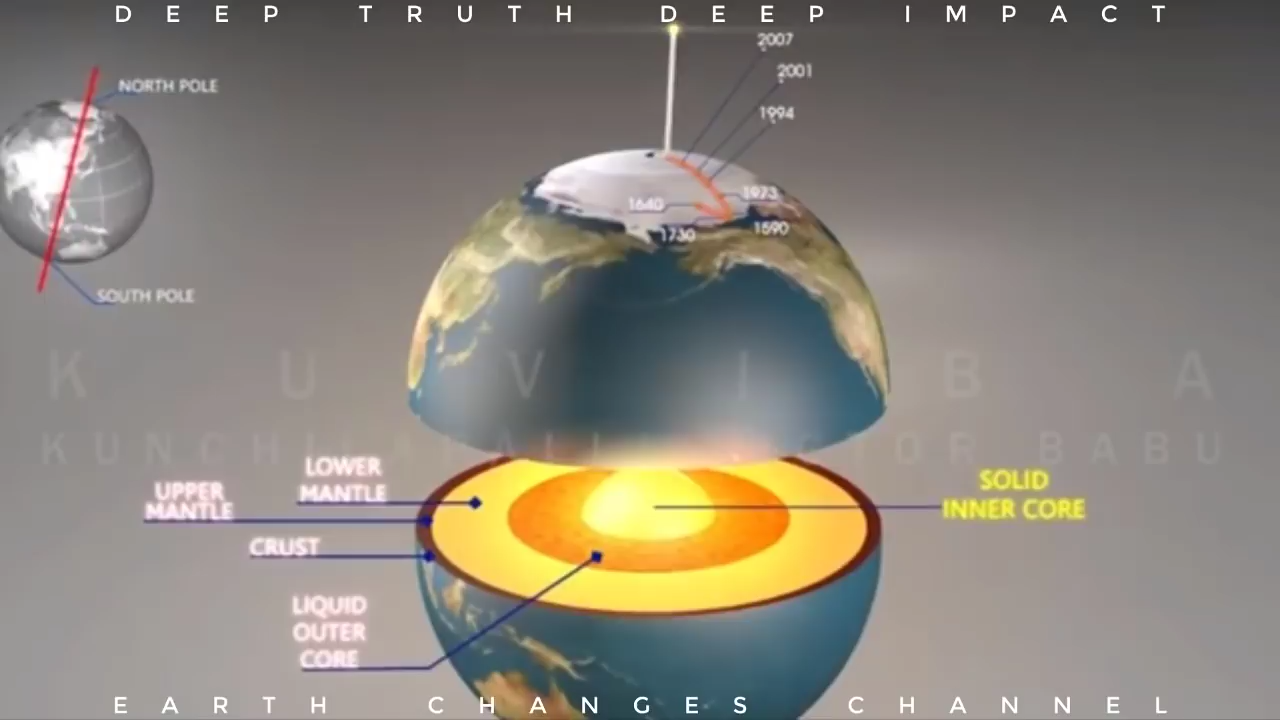 DEEP TRUTH DEEP IMPACT
2007
2001
1994
NORTH POLE
1640
1973
1730
1590
SOUTH POLE
K U V I B A
BABU
LOWER
MANTLE
UPPER
MANTLE
SOLID
INNER CORE
CRUST
LIQUID
OUTER
CORE
EARTH CHANGES CHANNEL